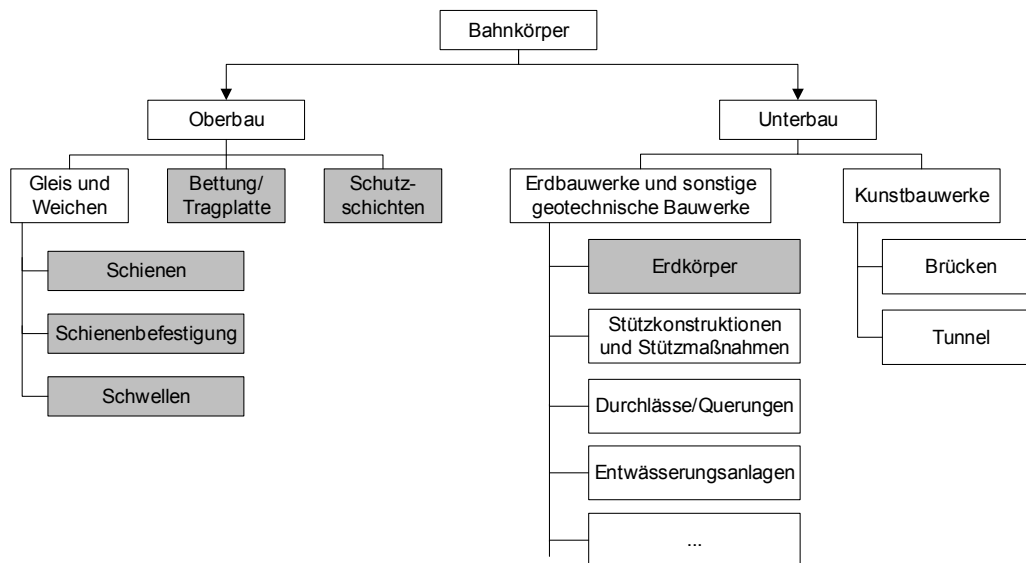 Bahnkörper
Oberbau
Unterbau
Gleis und
Weichen
Bettung/
Tragplatte
Schutz-
schichten
Erdbauwerke und sonstige
geotechnische Bauwerke
Kunstbauwerke
Schienen
Schienenbefestigung
Schwellen
Erdkörper
Stützkonstruktionen
und Stützmaßnahmen
Durchlässe/Querungen
Entwässerungsanlagen
...
Brücken
Tunnel